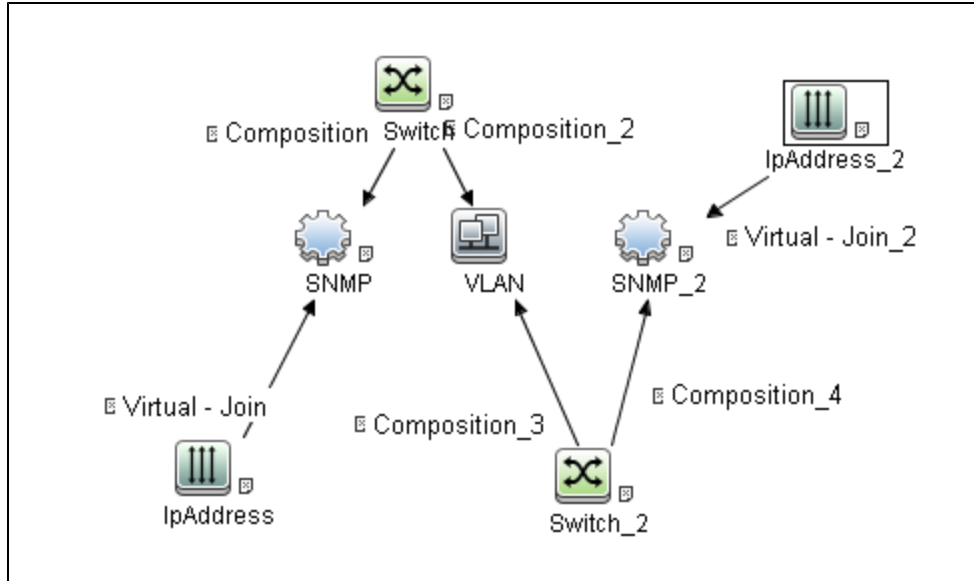 Composition
Switch
Composition_2
IpAddress_2
Virtual - Join_2
SNMP
VLAN
SNMP_2
Virtual - Join
Composition_3
Composition_4
IpAddress
Switch_2